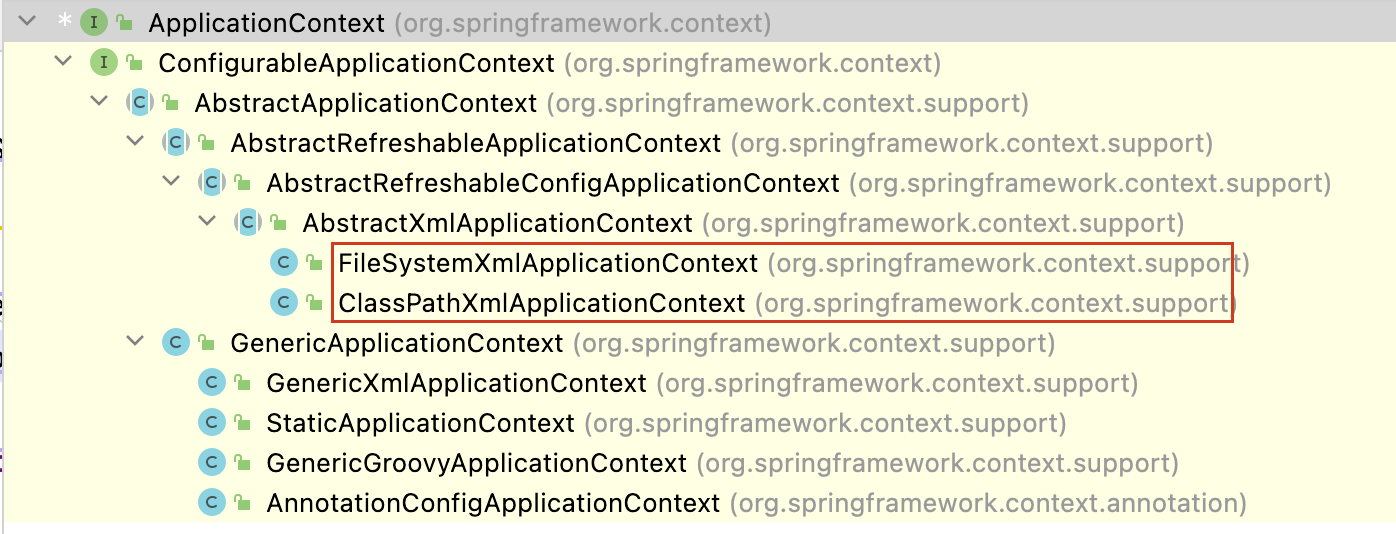 * I ApplicationContext (org.springframework.context)
I ConfigurableApplicationContext (org.springframework.context)
C AbstractApplicationContext (org.springframework.context.support)
C AbstractRefreshableApplicationContext (org.springframework.context.support)
C AbstractRefreshableConfigApplicationContext (org.springframework.context.support)
C AbstractXmlApplicationContext (org.springframework.context.support)
C FileSystemXmlApplicationContext (org.springframework.context.support)
C ClassPathXmlApplicationContext (org.springframework.context.support)
C GenericApplicationContext (org.springframework.context.support)
C GenericXmlApplicationContext (org.springframework.context.support)
C StaticApplicationContext (org.springframework.context.support)
C GenericGroovyApplicationContext (org.springframework.context.support)
C AnnotationConfigApplicationContext (org.springframework.context.annotation)